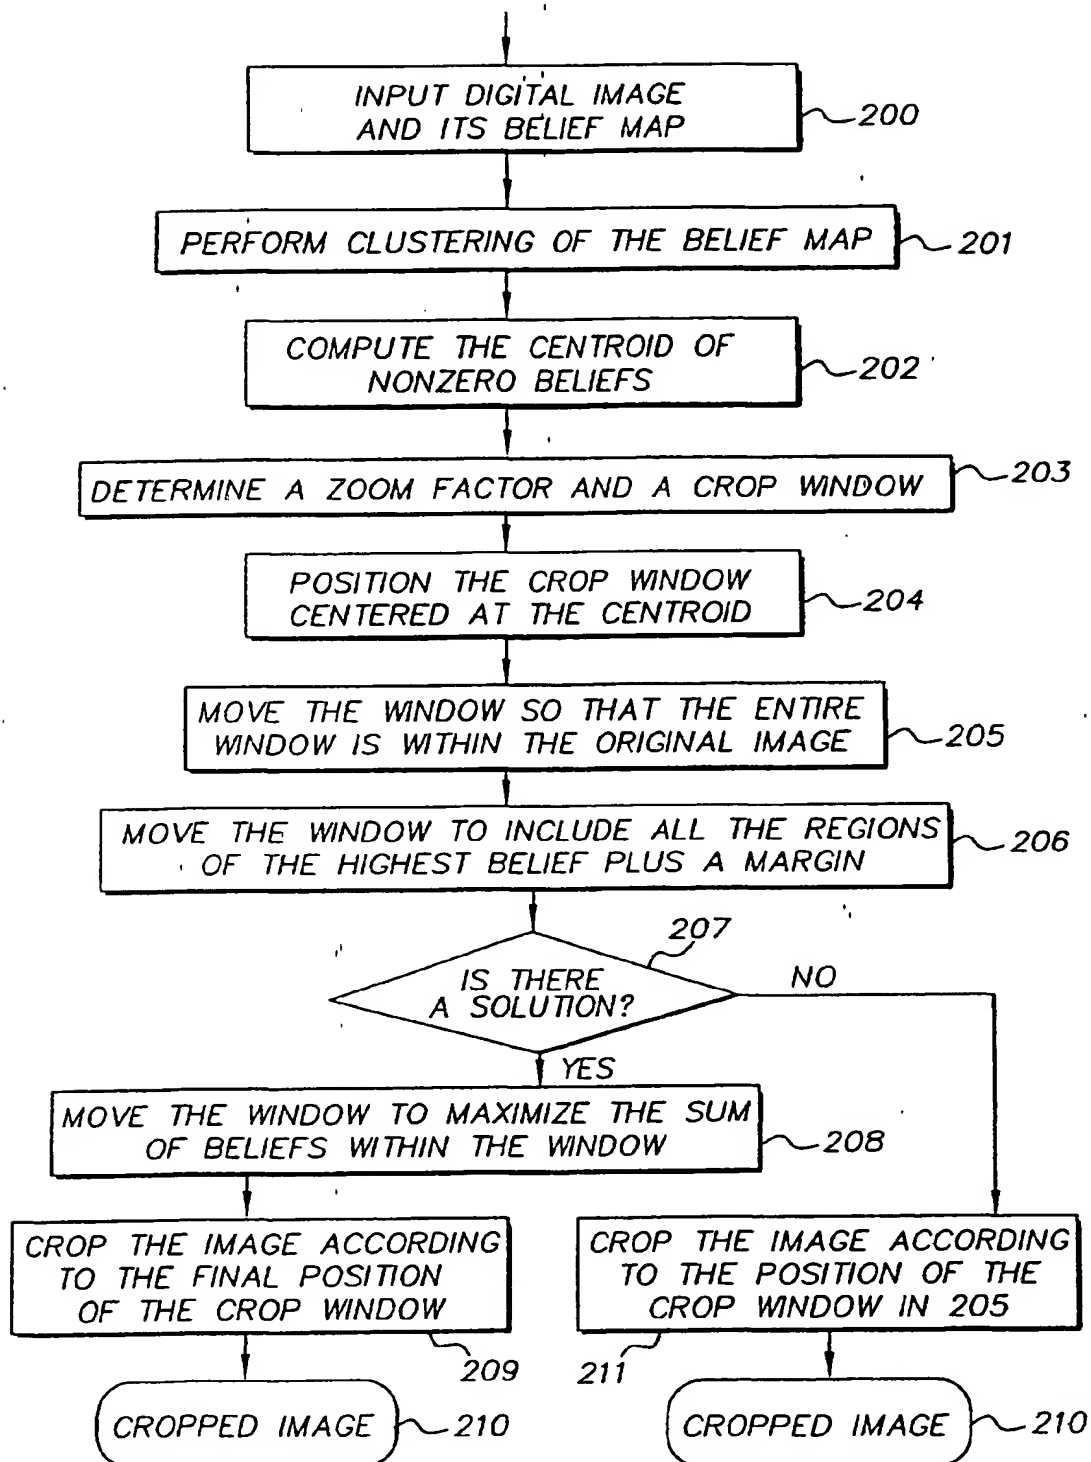 INPUT DIGITAL IMAGE
AND ITS BELIEF MAP
200
PERFORM CLUSTERING OF THE BELIEF MAP
201
COMPUTE THE CENTROID OF
NONZERO BELIEFS
202
DETERMINE A ZOOM FACTOR AND A CROP WINDOW
203
POSITION THE CROP WINDOW
CENTERED AT THE CENTROID
204
MOVE THE WINDOW SO THAT THE ENTIRE
WINDOW IS WITHIN THE ORIGINAL IMAGE
205
MOVE THE WINDOW TO INCLUDE ALL THE REGIONS
OF THE HIGHEST BELIEF PLUS A MARGIN
206
207
IS THERE
A SOLUTION?
NO
YES
MOVE THE WINDOW TO MAXIMIZE THE SUM
OF BELIEFS WITHIN THE WINDOW
208
CROP THE IMAGE ACCORDING
TO THE FINAL POSITION
OF THE CROP WINDOW
209
CROP THE IMAGE ACCORDING
TO THE POSITION OF THE
CROP WINDOW IN 205
211
CROPPED IMAGE
210
CROPPED IMAGE
210